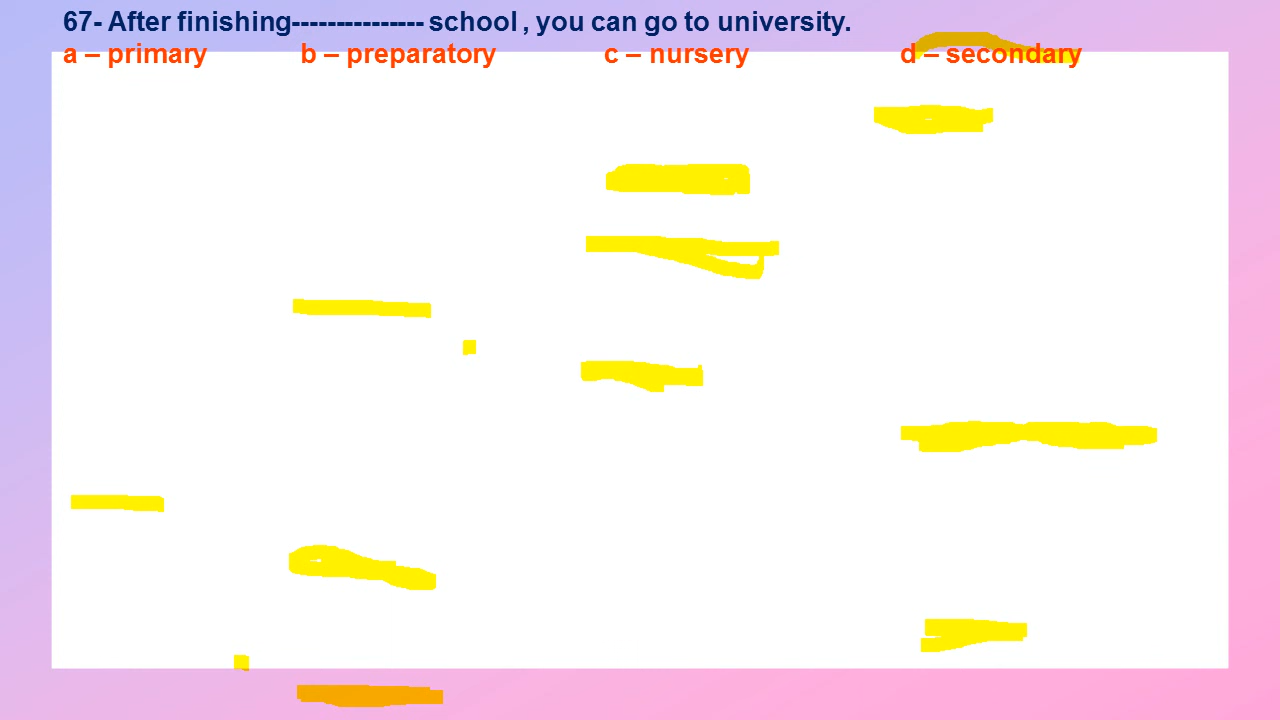 67- After finishing--------------- school , you can go to university.
a – primary b – preparatory c – nursery d – secondary